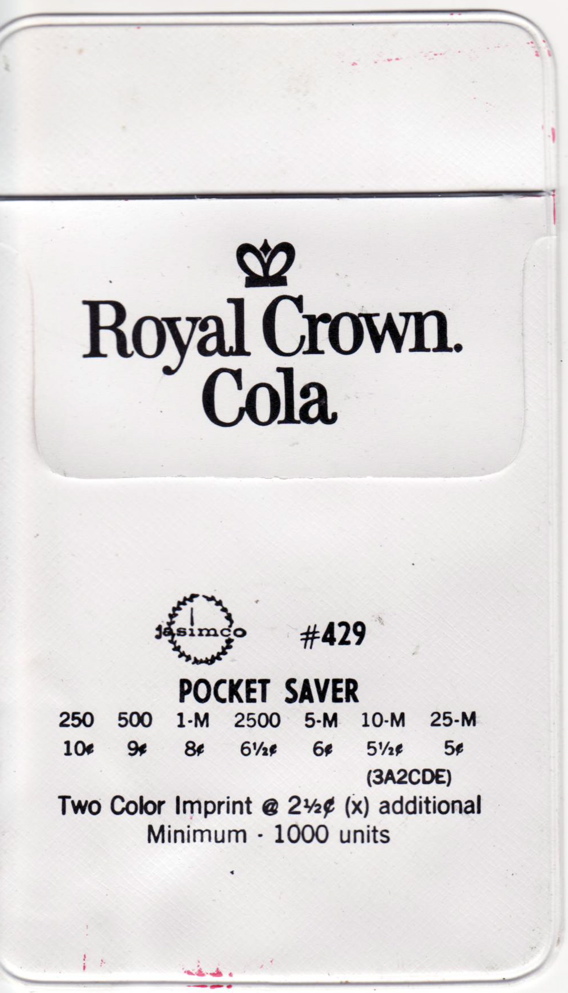 Royal Crown.
Cola
jasimco #429
POCKET SAVER
250 500 1-M 2500 5-M 10-M 25-M
10¢ 9¢ 8¢ 6½¢ 6¢ 5½¢ 5¢
(3A2CDE)
Two Color Imprint @ 2½¢ (x) additional
Minimum - 1000 units